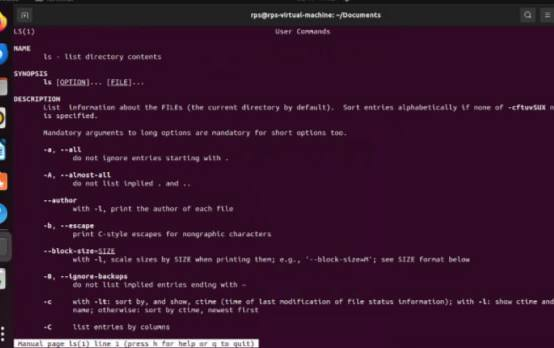 rps@rps-virtual-machine: ~/Documents
LS(1) User Commands
NAME
ls - list directory contents
SYNOPSIS
ls [OPTION]... [FILE]...
DESCRIPTION
List information about the FILEs (the current directory by default). Sort entries alphabetically if none of -cftuvSUX n
is specified.
Mandatory arguments to long options are mandatory for short options too.
-a, --all
do not ignore entries starting with .
-A, --almost-all
do not list implied . and ..
--author
with -l, print the author of each file
-b, --escape
print C-style escapes for nongraphic characters
--block-size=SIZE
with -l, scale sizes by SIZE when printing them; e.g., '--block-size=M'; see SIZE format below
-B, --ignore-backups
do not list implied entries ending with ~
-c with -lt: sort by, and show, ctime (time of last modification of file status information); with -l: show ctime and
name; otherwise: sort by ctime, newest first
-C list entries by columns
Manual page ls(1) line 1 (press h for help or q to quit)